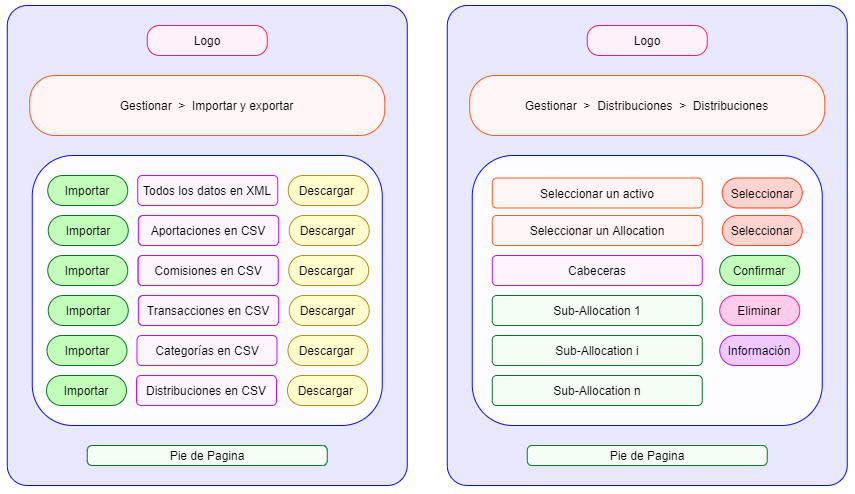 Logo
Gestionar > Importar y exportar
Importar Todos los datos en XML Descargar
Importar Aportaciones en CSV Descargar
Importar Comisiones en CSV Descargar
Importar Transacciones en CSV Descargar
Importar Categorías en CSV Descargar
Importar Distribuciones en CSV Descargar
Pie de Pagina
Logo
Gestionar > Distribuciones > Distribuciones
Seleccionar un activo Seleccionar
Seleccionar un Allocation Seleccionar
Cabeceras Confirmar
Sub-Allocation 1 Eliminar
Sub-Allocation i Información
Sub-Allocation n
Pie de Pagina